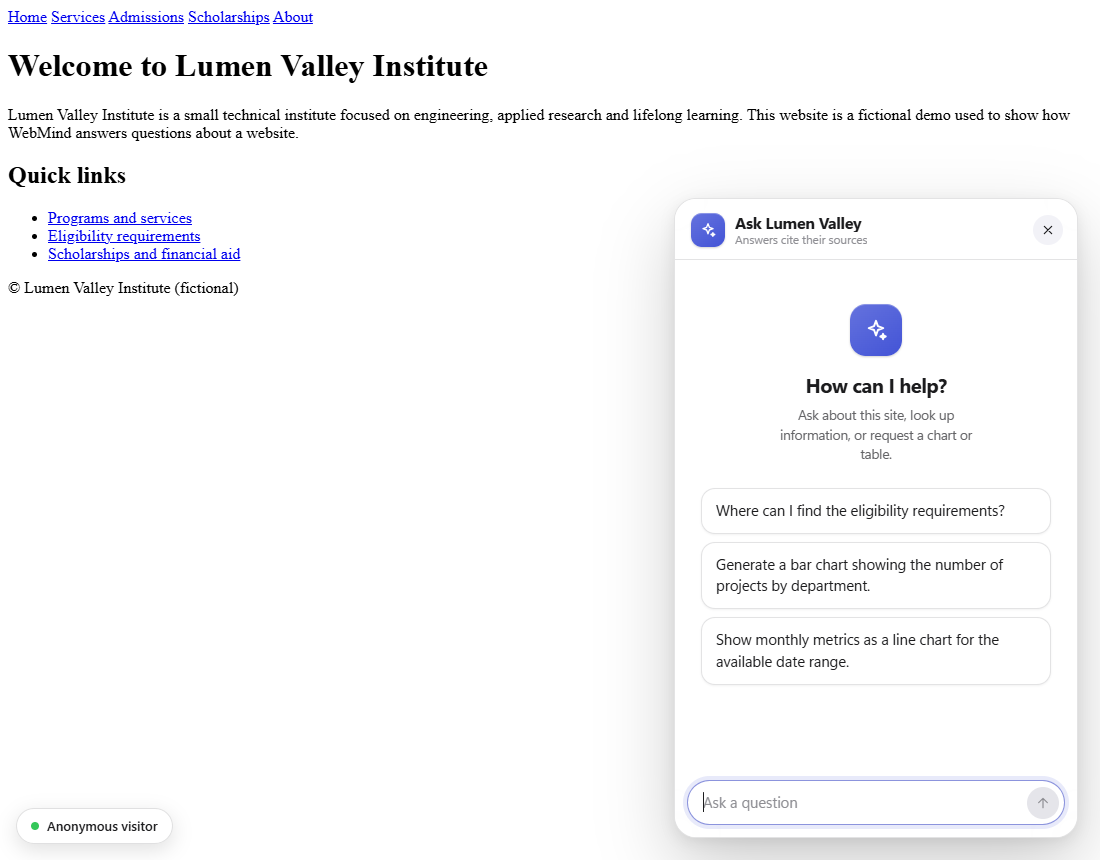 Home Services Admissions Scholarships About
Welcome to Lumen Valley Institute
Lumen Valley Institute is a small technical institute focused on engineering, applied research and lifelong learning. This website is a fictional demo used to show how
WebMind answers questions about a website.
Quick links
Programs and services
Eligibility requirements
Scholarships and financial aid
© Lumen Valley Institute (fictional)
Ask Lumen Valley
Answers cite their sources
How can I help?
Ask about this site, look up
information, or request a chart or
table.
Where can I find the eligibility requirements?
Generate a bar chart showing the number of
projects by department.
Show monthly metrics as a line chart for the
available date range.
Ask a question
Anonymous visitor